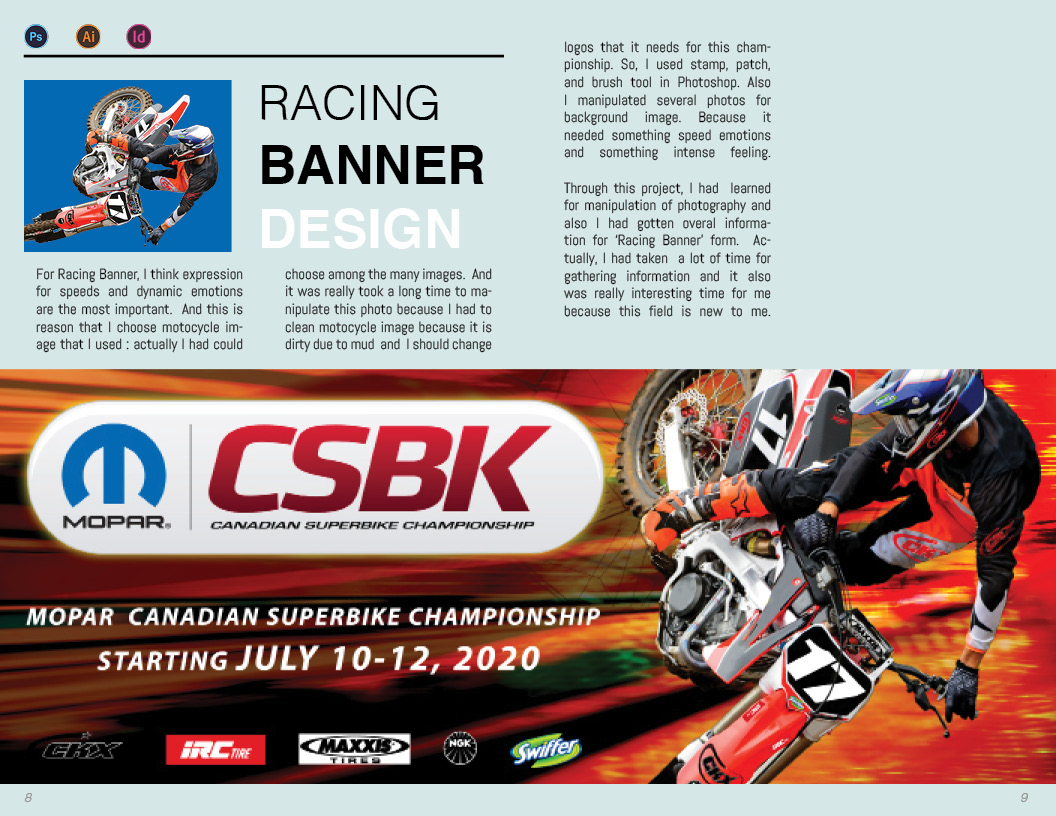 Ps Ai Id
RACING
BANNER
DESIGN
For Racing Banner, I think expression
for speeds and dynamic emotions
are the most important. And this is
reason that I choose motocycle im-
age that I used : actually I had could
choose among the many images. And
it was really took a long time to ma-
nipulate this photo because I had to
clean motocycle image because it is
dirty due to mud and I should change
logos that it needs for this cham-
pionship. So, I used stamp, patch,
and brush tool in Photoshop. Also
I manipulated several photos for
background image. Because it
needed something speed emotions
and something intense feeling.
Through this project, I had learned
for manipulation of photography and
also I had gotten overal informa-
tion for ‘Racing Banner’ form. Ac-
tually, I had taken a lot of time for
gathering information and it also
was really interesting time for me
because this field is new to me.
MOPAR®
CSBK
CANADIAN SUPERBIKE CHAMPIONSHIP
MOPAR CANADIAN SUPERBIKE CHAMPIONSHIP
STARTING JULY 10-12, 2020
CKX
iRC TIRE
MAXXIS
TIRES
NGK
Swiffer
17
17
Swiffer
CKX
17
CKX
8
9